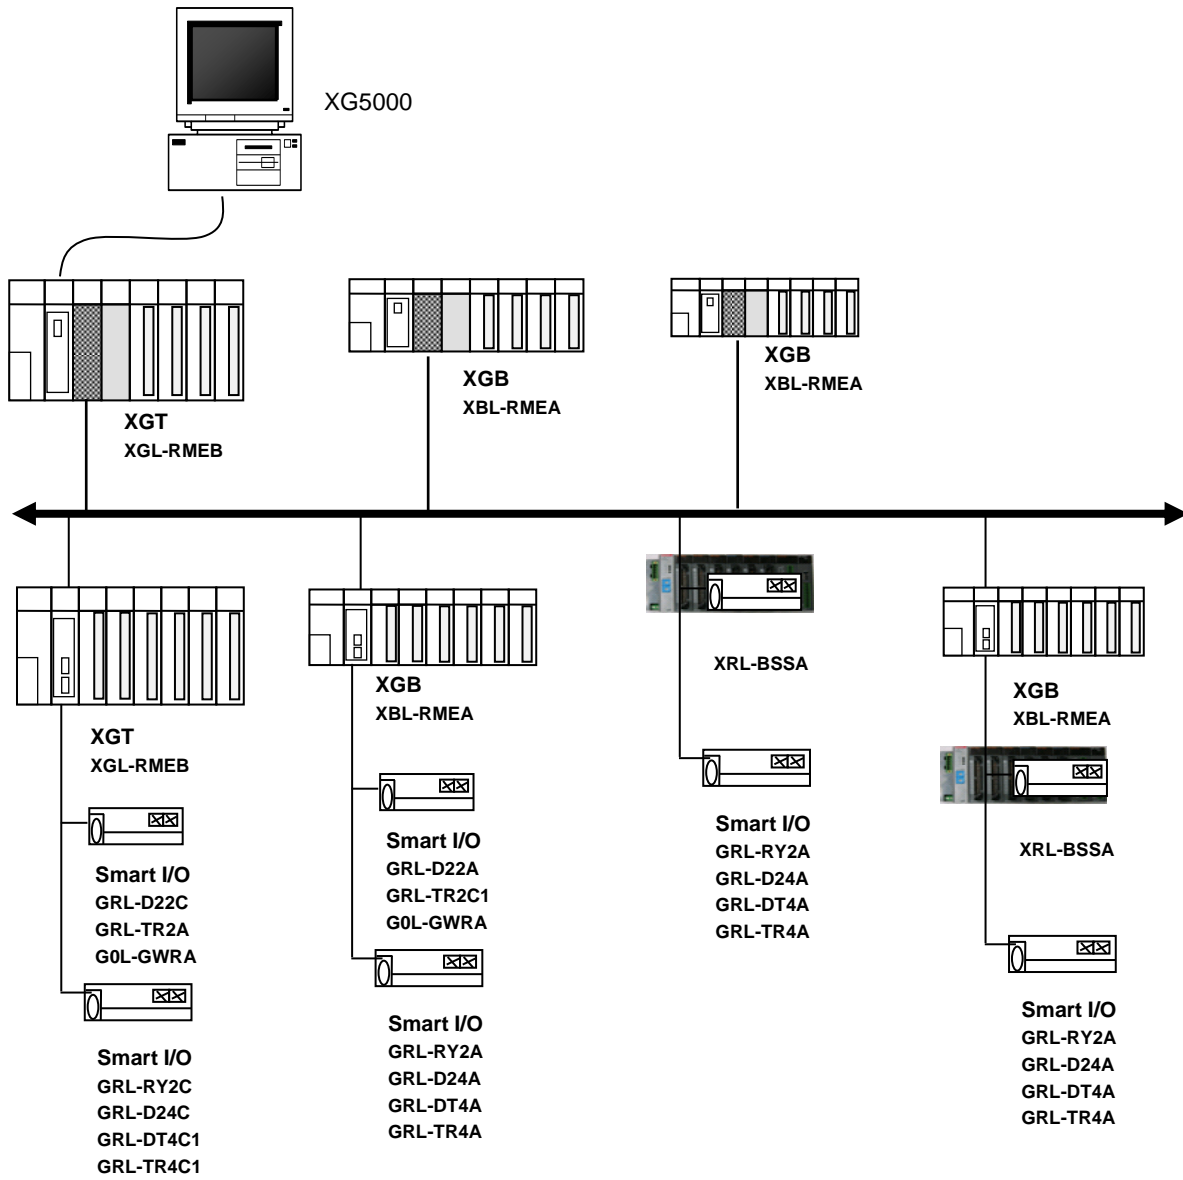 XG5000
XGT
XGL-RMEB
XGB
XBL-RMEA
XGB
XBL-RMEA
XGT
XGL-RMEB
Smart I/O
GRL-D22C
GRL-TR2A
G0L-GWRA
Smart I/O
GRL-RY2C
GRL-D24C
GRL-DT4C1
GRL-TR4C1
XGB
XBL-RMEA
Smart I/O
GRL-D22A
GRL-TR2C1
G0L-GWRA
Smart I/O
GRL-RY2A
GRL-D24A
GRL-DT4A
GRL-TR4A
XRL-BSSA
Smart I/O
GRL-RY2A
GRL-D24A
GRL-DT4A
GRL-TR4A
XGB
XBL-RMEA
XRL-BSSA
Smart I/O
GRL-RY2A
GRL-D24A
GRL-DT4A
GRL-TR4A